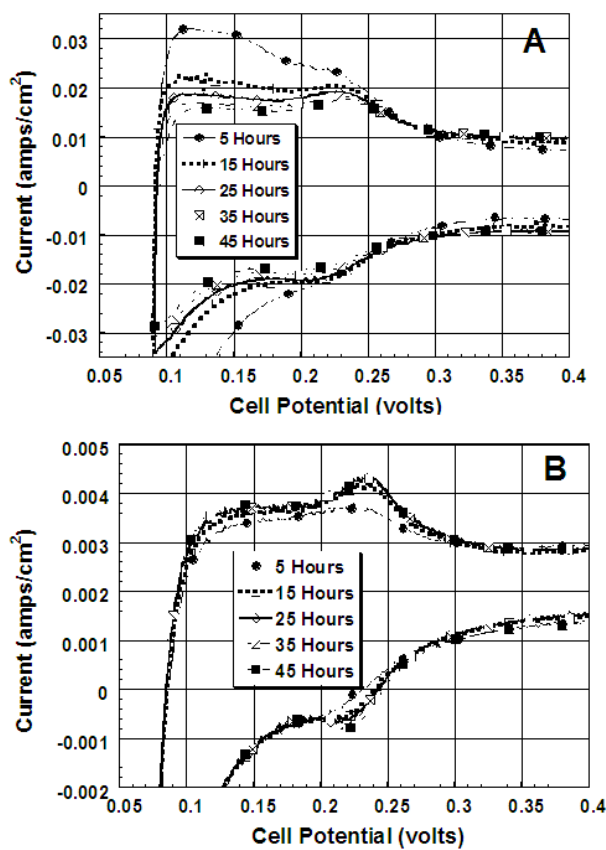 A
0.03
0.02
0.01
0
-0.01
-0.02
-0.03
Current (amps/cm2)
5 Hours
15 Hours
25 Hours
35 Hours
45 Hours
0.05 0.1 0.15 0.2 0.25 0.3 0.35 0.4
Cell Potential (volts)
B
0.005
0.004
0.003
0.002
0.001
0
-0.001
-0.002
Current (amps/cm2)
5 Hours
15 Hours
25 Hours
35 Hours
45 Hours
0.05 0.1 0.15 0.2 0.25 0.3 0.35 0.4
Cell Potential (volts)